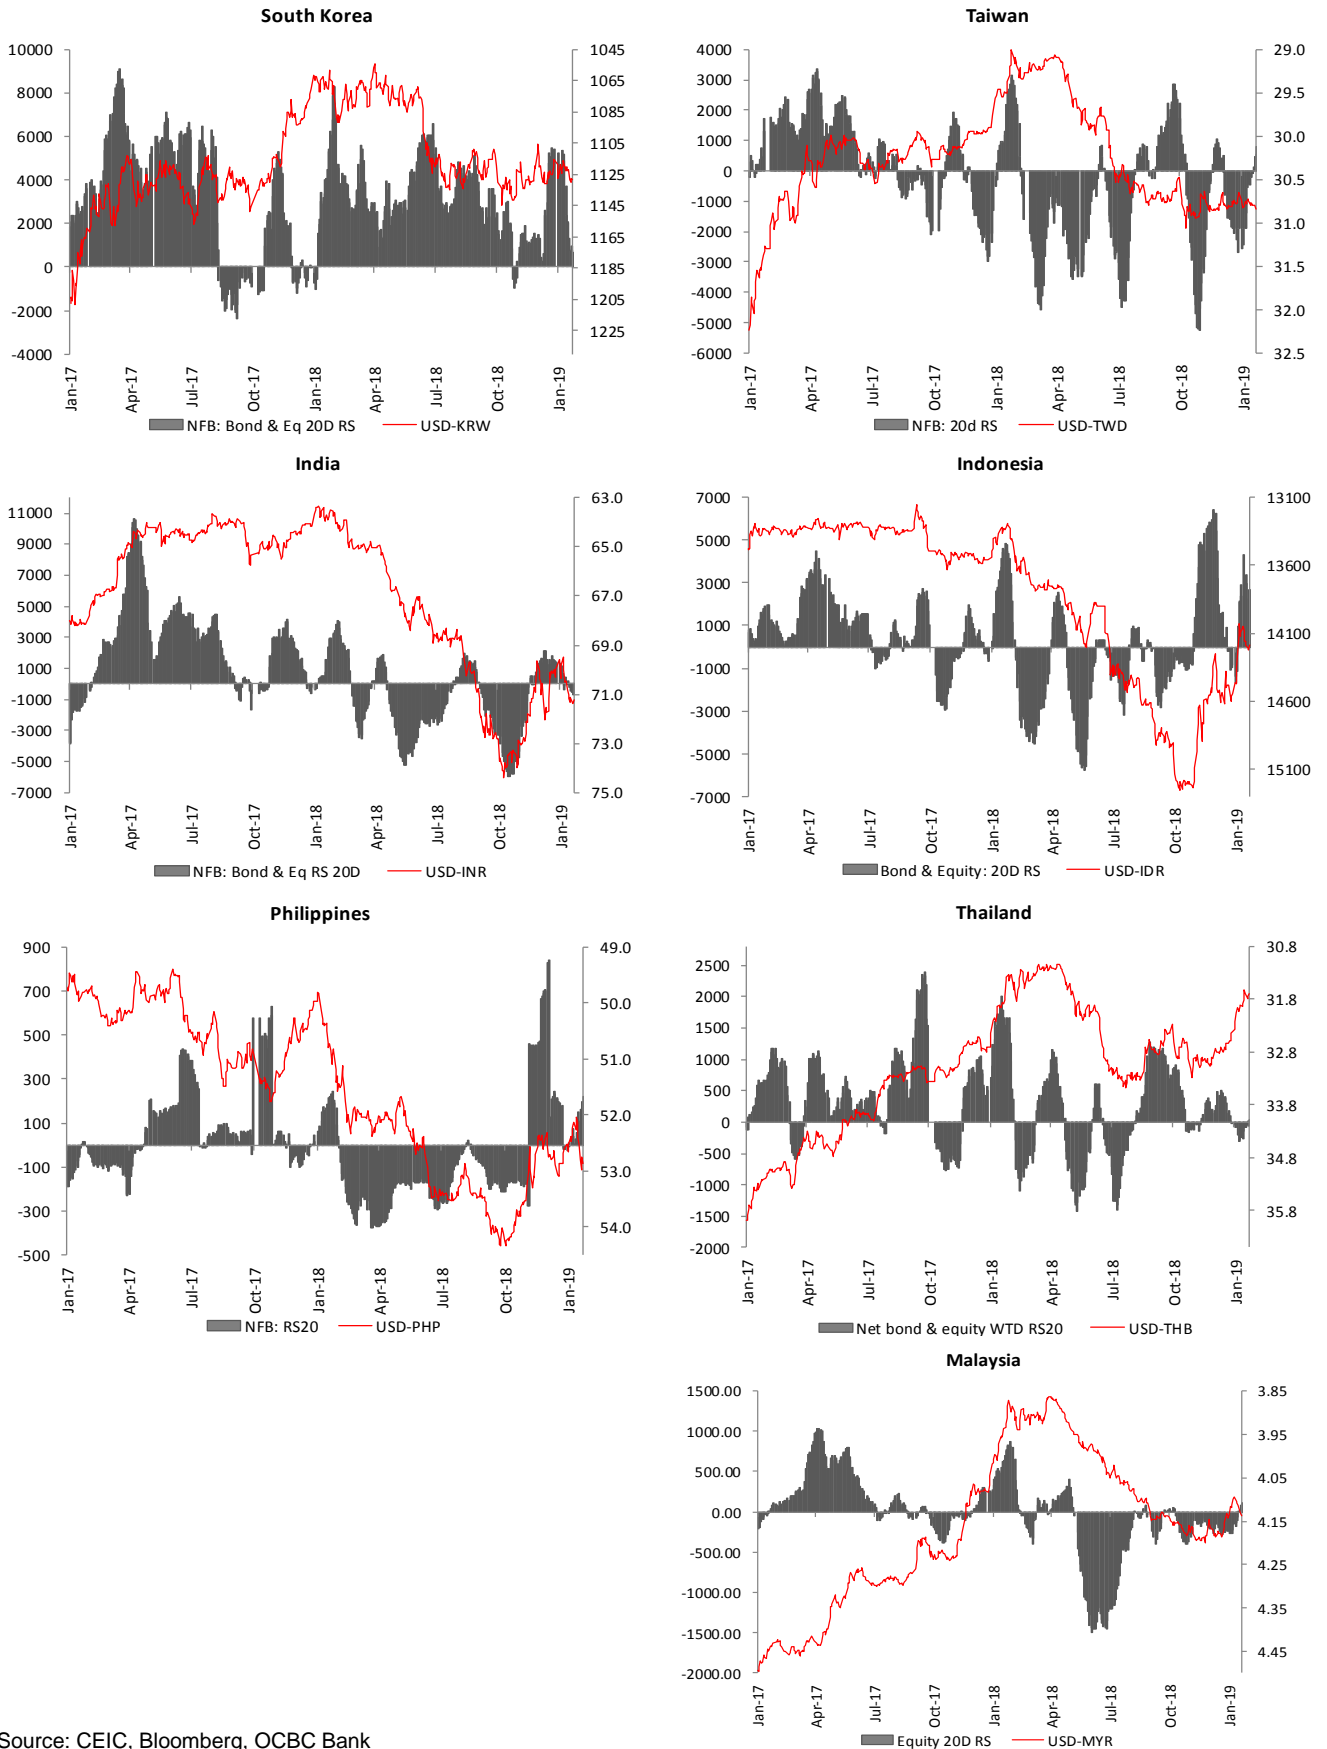 South Korea
10000
8000
6000
4000
2000
0
-2000
-4000
1045
1065
1085
1105
1125
1145
1165
1185
1205
1225
Jan-17
Apr-17
Jul-17
Oct-17
Jan-18
Apr-18
Jul-18
Oct-18
Jan-19
NFB: Bond & Eq 20D RS
USD-KRW
Taiwan
4000
3000
2000
1000
0
-1000
-2000
-3000
-4000
-5000
-6000
29.0
29.5
30.0
30.5
31.0
31.5
32.0
32.5
Jan-17
Apr-17
Jul-17
Oct-17
Jan-18
Apr-18
Jul-18
Oct-18
Jan-19
NFB: 20d RS
USD-TWD
India
11000
9000
7000
5000
3000
1000
-1000
-3000
-5000
-7000
63.0
65.0
67.0
69.0
71.0
73.0
75.0
Jan-17
Apr-17
Jul-17
Oct-17
Jan-18
Apr-18
Jul-18
Oct-18
Jan-19
NFB: Bond & Eq RS 20D
USD-INR
Indonesia
7000
5000
3000
1000
-1000
-3000
-5000
-7000
13100
13600
14100
14600
15100
Jan-17
Apr-17
Jul-17
Oct-17
Jan-18
Apr-18
Jul-18
Oct-18
Jan-19
Bond & Equity: 20D RS
USD-IDR
Philippines
900
700
500
300
100
-100
-300
-500
49.0
50.0
51.0
52.0
53.0
54.0
Jan-17
Apr-17
Jul-17
Oct-17
Jan-18
Apr-18
Jul-18
Oct-18
Jan-19
NFB: RS20
USD-PHP
Thailand
2500
2000
1500
1000
500
0
-500
-1000
-1500
-2000
30.8
31.8
32.8
33.8
34.8
35.8
Jan-17
Apr-17
Jul-17
Oct-17
Jan-18
Apr-18
Jul-18
Oct-18
Jan-19
Net bond & equity WTD RS20
USD-THB
Malaysia
1500.00
1000.00
500.00
0.00
-500.00
-1000.00
-1500.00
-2000.00
3.85
3.95
4.05
4.15
4.25
4.35
4.45
Jan-17
Apr-17
Jul-17
Oct-17
Jan-18
Apr-18
Jul-18
Oct-18
Jan-19
Equity 20D RS
USD-MYR
Source: CEIC, Bloomberg, OCBC Bank